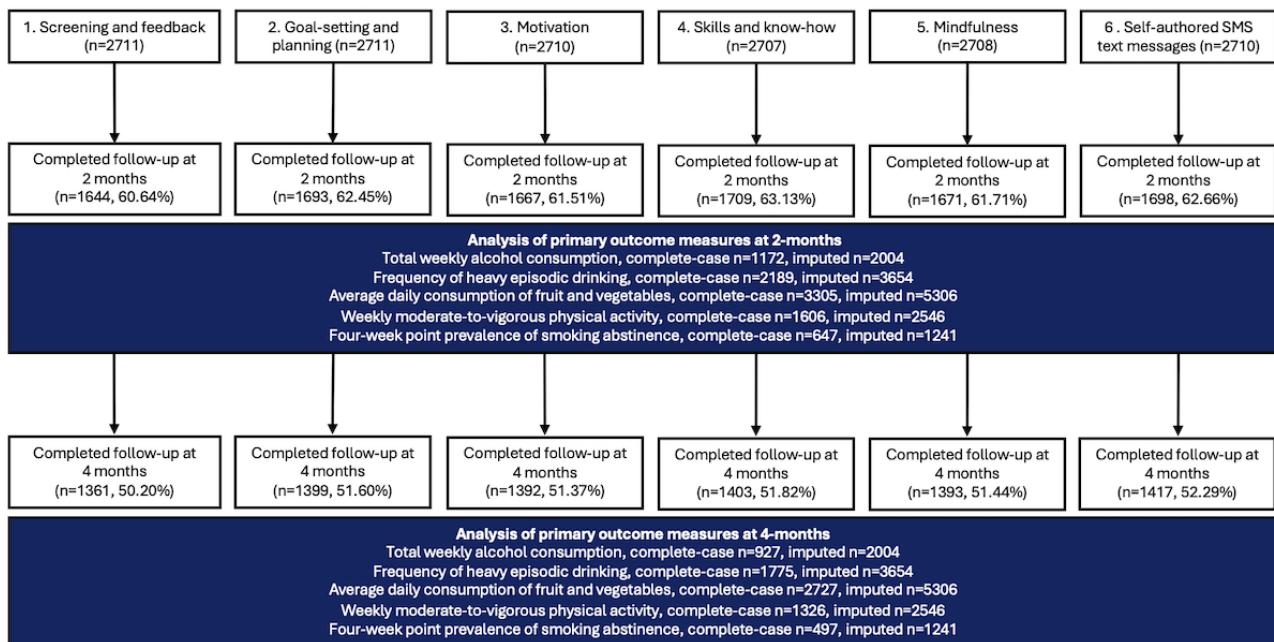 1. Screening and feedback
(n=2711)
2. Goal-setting and
planning (n=2711)
3. Motivation
(n=2710)
4. Skills and know-how
(n=2707)
5. Mindfulness
(n=2708)
6 . Self-authored SMS
text messages (n=2710)
Completed follow-up at
2 months
(n=1644, 60.64%)
Completed follow-up at
2 months
(n=1693, 62.45%)
Completed follow-up at
2 months
(n=1667, 61.51%)
Completed follow-up at
2 months
(n=1709, 63.13%)
Completed follow-up at
2 months
(n=1671, 61.71%)
Completed follow-up at
2 months
(n=1698, 62.66%)
Analysis of primary outcome measures at 2-months
Total weekly alcohol consumption, complete-case n=1172, imputed n=2004
Frequency of heavy episodic drinking, complete-case n=2189, imputed n=3654
Average daily consumption of fruit and vegetables, complete-case n=3305, imputed n=5306
Weekly moderate-to-vigorous physical activity, complete-case n=1606, imputed n=2546
Four-week point prevalence of smoking abstinence, complete-case n=647, imputed n=1241
Completed follow-up at
4 months
(n=1361, 50.20%)
Completed follow-up at
4 months
(n=1399, 51.60%)
Completed follow-up at
4 months
(n=1392, 51.37%)
Completed follow-up at
4 months
(n=1403, 51.82%)
Completed follow-up at
4 months
(n=1393, 51.44%)
Completed follow-up at
4 months
(n=1417, 52.29%)
Analysis of primary outcome measures at 4-months
Total weekly alcohol consumption, complete-case n=927, imputed n=2004
Frequency of heavy episodic drinking, complete-case n=1775, imputed n=3654
Average daily consumption of fruit and vegetables, complete-case n=2727, imputed n=5306
Weekly moderate-to-vigorous physical activity, complete-case n=1326, imputed n=2546
Four-week point prevalence of smoking abstinence, complete-case n=497, imputed n=1241